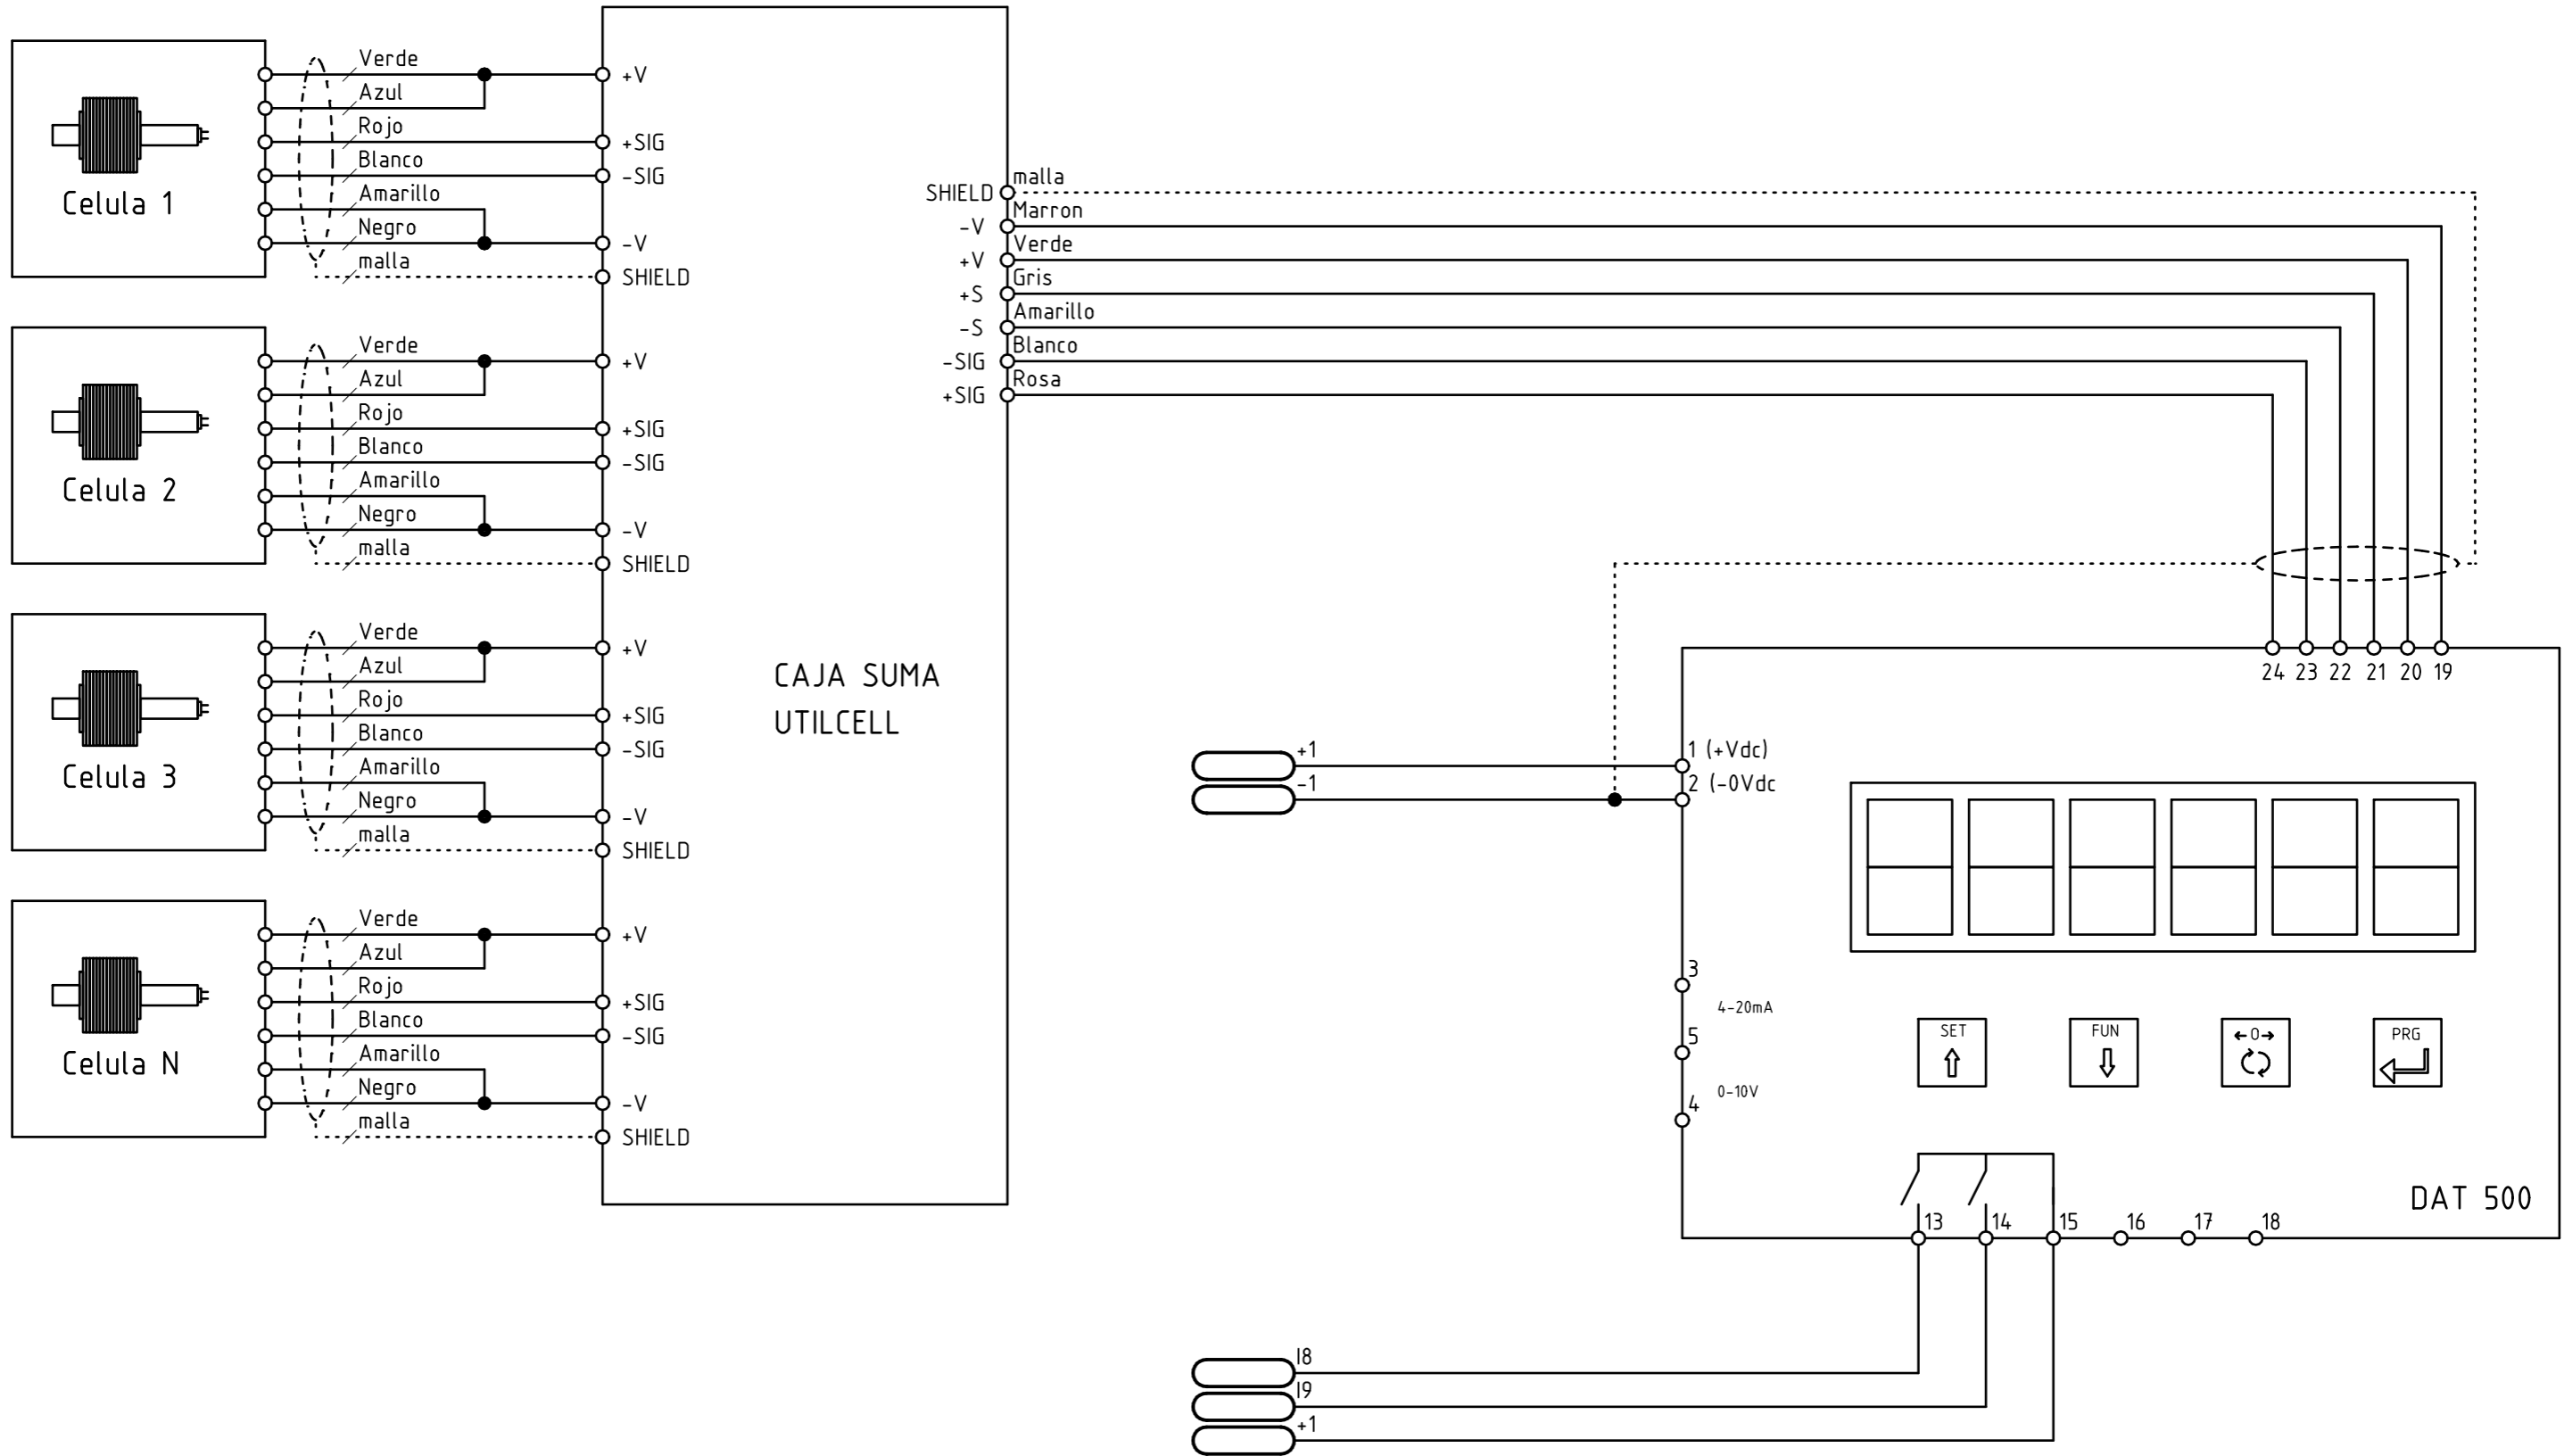 Verde
Azul
Rojo
Blanco
Amarillo
Negro
malla
Celula 1
+V
+SIG
-SIG
-V
SHIELD
Verde
Azul
Rojo
Blanco
Amarillo
Negro
malla
Celula 2
+V
+SIG
-SIG
-V
SHIELD
Verde
Azul
Rojo
Blanco
Amarillo
Negro
malla
Celula 3
+V
+SIG
-SIG
-V
SHIELD
Verde
Azul
Rojo
Blanco
Amarillo
Negro
malla
Celula N
+V
+SIG
-SIG
-V
SHIELD
CAJA SUMA
UTILCELL
SHIELD malla
-V Marron
+V Verde
+S Gris
-S Amarillo
-SIG Blanco
+SIG Rosa
24 23 22 21 20 19
+1
-1
1 (+Vdc)
2 (-0Vdc
3
4-20mA
5
0-10V
4
SET
FUN
←0→
PRG
DAT 500
13 14 15 16 17 18
I8
I9
+1